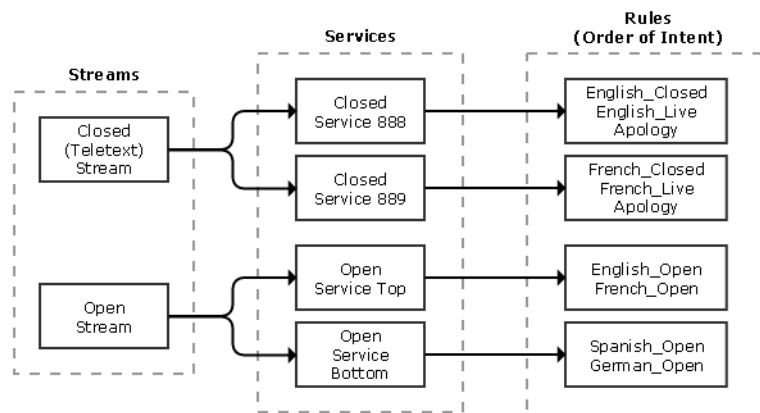 Streams
Closed
(Teletext)
Stream
Open
Stream
Services
Closed
Service 888
Closed
Service 889
Open
Service Top
Open
Service
Bottom
Rules
(Order of Intent)
English_Closed
English_Live
Apology
French_Closed
French_Live
Apology
English_Open
French_Open
Spanish_Open
German_Open